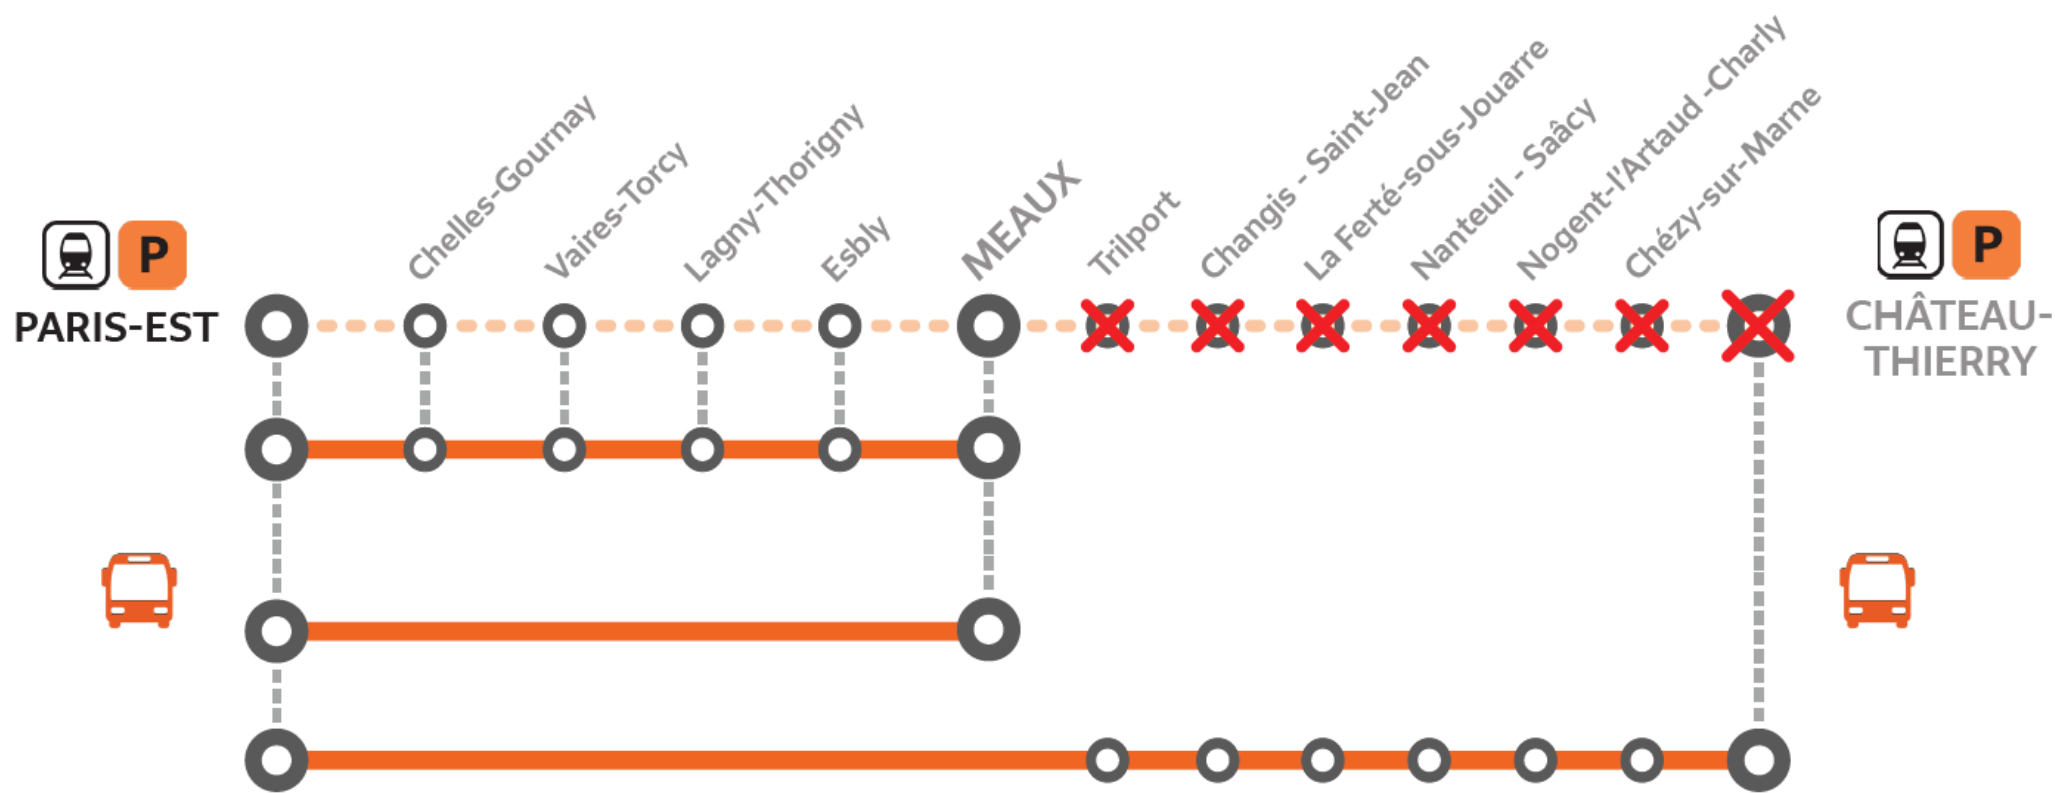 Chelles-Gournay
Vaires-Torcy
Lagny-Thorigny
Esbly
MEAUX
Trilport
Changis - Saint-Jean
La Ferté-sous-Jouarre
Nanteuil - Saâcy
Nogent-l'Artaud -Charly
Chézy-sur-Marne
P
PARIS-EST
P
CHÂTEAU-
THIERRY